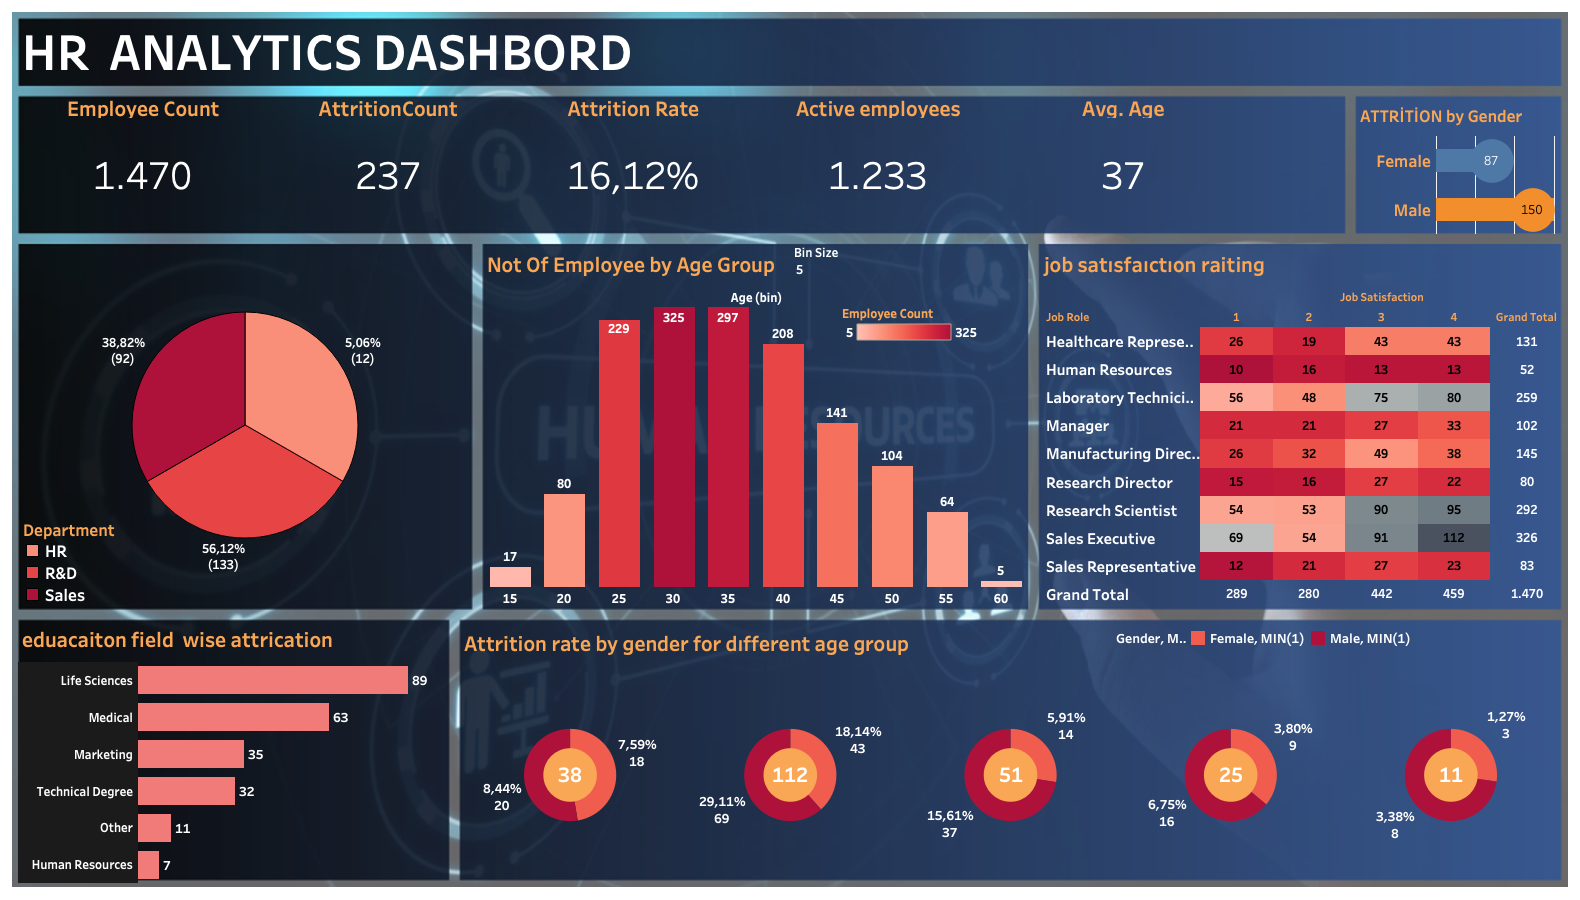 HR ANALYTICS DASHBORD
Employee Count AttritionCount Attrition Rate Active employees Avg. Age
1.470 237 16,12% 1.233 37
ATTRİTİON by Gender
Female 87
Male 150
38,82%
(92)
5,06%
(12)
56,12%
(133)
Department
HR
R&D
Sales
Not Of Employee by Age Group
Bin Size
5
Age (bin)
Employee Count
5 325
17 80 229 325 297 208 141 104 64 5
15 20 25 30 35 40 45 50 55 60
HUMAN RESOURCES
job satısfaıctıon raiting
Job Satisfaction
Job Role 1 2 3 4 Grand Total
Healthcare Represe.. 26 19 43 43 131
Human Resources 10 16 13 13 52
Laboratory Technici.. 56 48 75 80 259
Manager 21 21 27 33 102
Manufacturing Direc.. 26 32 49 38 145
Research Director 15 16 27 22 80
Research Scientist 54 53 90 95 292
Sales Executive 69 54 91 112 326
Sales Representative 12 21 27 23 83
Grand Total 289 280 442 459 1.470
eduacaiton field wise attrication
Life Sciences 89
Medical 63
Marketing 35
Technical Degree 32
Other 11
Human Resources 7
Attrition rate by gender for dıfferent age group
Gender, M.. Female, MIN(1) Male, MIN(1)
7,59%
18
38
8,44%
20
18,14%
43
112
29,11%
69
5,91%
14
51
15,61%
37
3,80%
9
25
6,75%
16
1,27%
3
11
3,38%
8